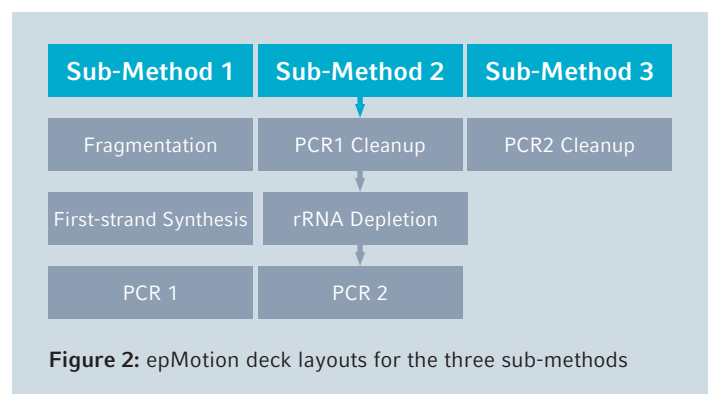 Sub-Method 1 Sub-Method 2 Sub-Method 3
Fragmentation PCR1 Cleanup PCR2 Cleanup
First-strand Synthesis rRNA Depletion
PCR 1 PCR 2
Figure 2: epMotion deck layouts for the three sub-methods